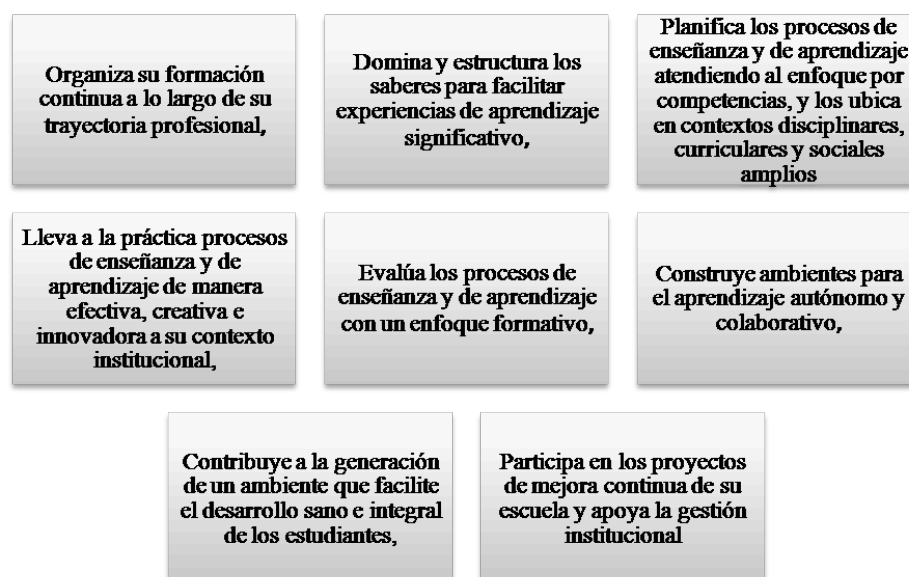 Organiza su formación
continua a lo largo de su
trayectoria profesional,
Domina y estructura los
saberes para facilitar
experiencias de aprendizaje
significativo,
Planifica los procesos de
enseñanza y de aprendizaje
atendiendo al enfoque por
competencias, y los ubica
en contextos disciplinares,
curriculares y sociales
amplios
Lleva a la práctica procesos
de enseñanza y de
aprendizaje de manera
efectiva, creativa e
innovadora a su contexto
institucional,
Evalúa los procesos de
enseñanza y de aprendizaje
con un enfoque formativo,
Construye ambientes para
el aprendizaje autónomo y
colaborativo,
Contribuye a la generación
de un ambiente que facilite
el desarrollo sano e integral
de los estudiantes,
Participa en los proyectos
de mejora continua de su
escuela y apoya la gestión
institucional